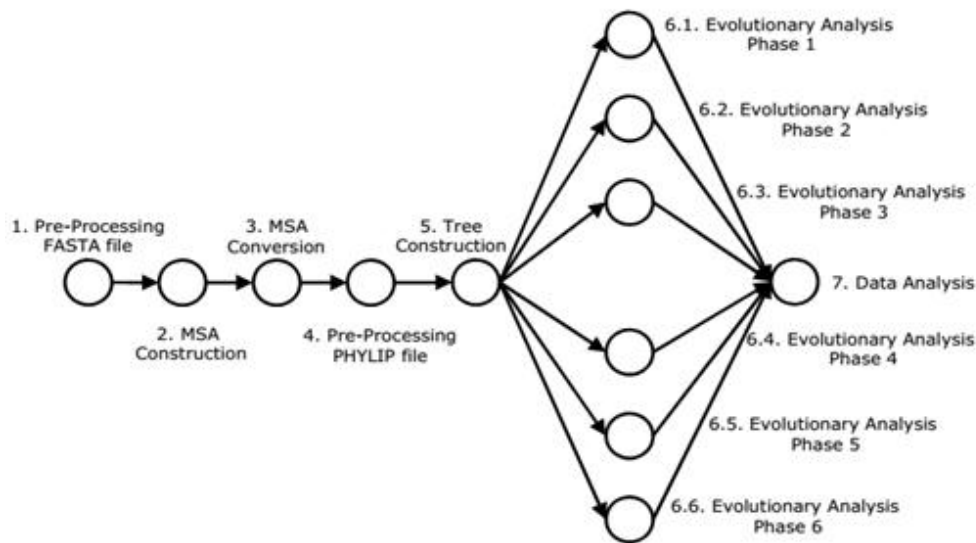 6.1. Evolutionary Analysis
Phase 1
6.2. Evolutionary Analysis
Phase 2
6.3. Evolutionary Analysis
Phase 3
1. Pre-Processing
FASTA file
3. MSA
Conversion
5. Tree
Construction
7. Data Analysis
2. MSA
Construction
4. Pre-Processing
PHYLIP file
6.4. Evolutionary Analysis
Phase 4
6.5. Evolutionary Analysis
Phase 5
6.6. Evolutionary Analysis
Phase 6